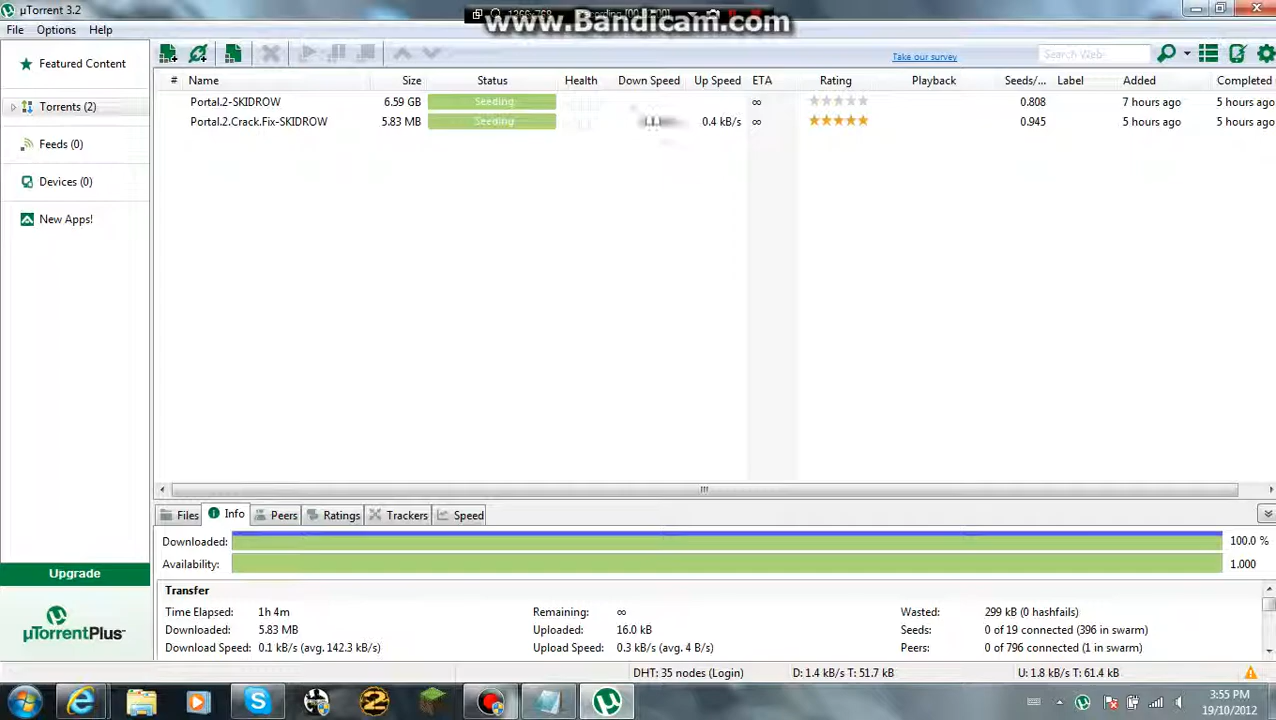 µTorrent 3.2
www.Bandicam.com
File Options Help
Featured Content
Torrents (2)
Feeds (0)
Devices (0)
New Apps!
Upgrade
µTorrentPlus
Take our survey
Search Web
# Name Size Status Health Down Speed Up Speed ETA Rating Playback Seeds/... Label Added Completed
Portal.2-SKIDROW 6.59 GB Seeding ∞ 0.808 7 hours ago 5 hours ago
Portal.2.Crack.Fix-SKIDROW 5.83 MB Seeding 0.4 kB/s ∞ 0.945 5 hours ago 5 hours ago
Files Info Peers Ratings Trackers Speed
Downloaded: 100.0 %
Availability: 1.000
Transfer
Time Elapsed: 1h 4m Remaining: ∞ Wasted: 299 kB (0 hashfails)
Downloaded: 5.83 MB Uploaded: 16.0 kB Seeds: 0 of 19 connected (396 in swarm)
Download Speed: 0.1 kB/s (avg. 142.3 kB/s) Upload Speed: 0.3 kB/s (avg. 4 B/s) Peers: 0 of 796 connected (1 in swarm)
DHT: 35 nodes (Login) D: 1.4 kB/s T: 51.7 kB U: 1.8 kB/s T: 61.4 kB
3:55 PM
19/10/2012